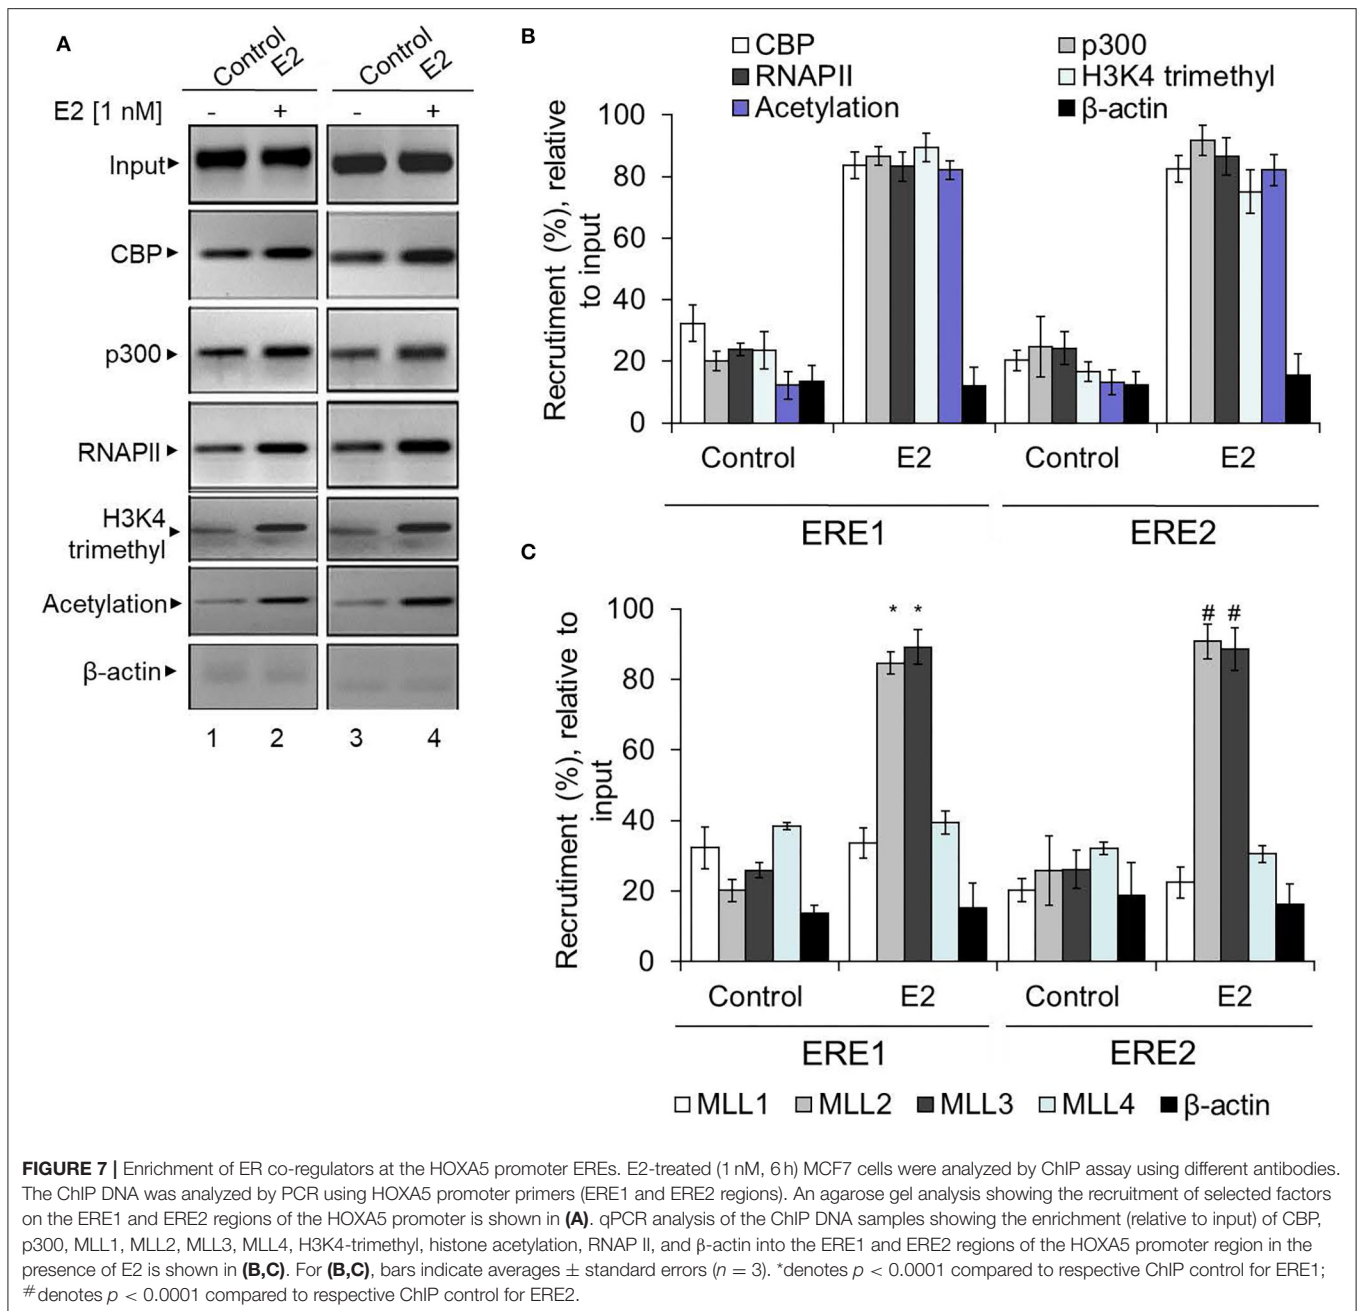 A
Control
E2
Control
E2
E2 [1 nM]
-
+
-
+
Input
CBP
p300
RNAPII
H3K4
trimethyl
Acetylation
β-actin
1
2
3
4
B
CBP
p300
RNAPII
H3K4 trimethyl
Acetylation
β-actin
Recrutiment (%), relative
to input
100
80
60
40
20
0
Control
E2
Control
E2
ERE1
ERE2
C
Recrutiment (%), relative to
input
100
80
60
40
20
0
*
*
#
#
Control
E2
Control
E2
ERE1
ERE2
MLL1
MLL2
MLL3
MLL4
β-actin
FIGURE 7 | Enrichment of ER co-regulators at the HOXA5 promoter EREs. E2-treated (1 nM, 6 h) MCF7 cells were analyzed by ChIP assay using different antibodies.
The ChIP DNA was analyzed by PCR using HOXA5 promoter primers (ERE1 and ERE2 regions). An agarose gel analysis showing the recruitment of selected factors
on the ERE1 and ERE2 regions of the HOXA5 promoter is shown in (A). qPCR analysis of the ChIP DNA samples showing the enrichment (relative to input) of CBP,
p300, MLL1, MLL2, MLL3, MLL4, H3K4-trimethyl, histone acetylation, RNAP II, and β-actin into the ERE1 and ERE2 regions of the HOXA5 promoter region in the
presence of E2 is shown in (B,C). For (B,C), bars indicate averages ± standard errors (n = 3). *denotes p < 0.0001 compared to respective ChIP control for ERE1;
#denotes p < 0.0001 compared to respective ChIP control for ERE2.